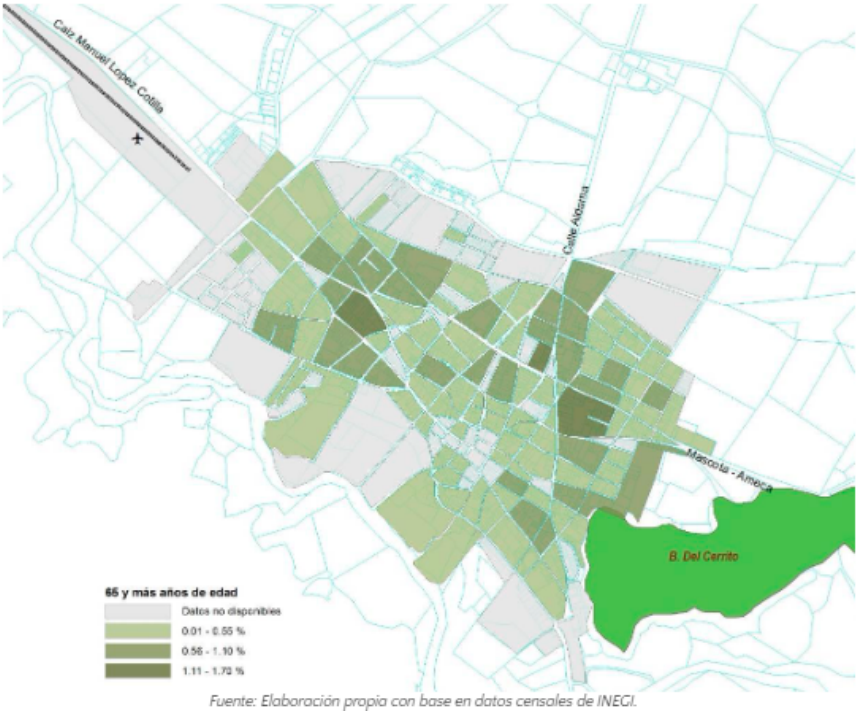 Calz Manuel Lopez Cotilla
Calle Aldama
Mascota - Ameca
B. Del Cerrito
65 y más años de edad
Datos no disponibles
0.01 - 0.55 %
0.56 - 1.10 %
1.11 - 1.70 %
Fuente: Elaboración propia con base en datos censales de INEGI.